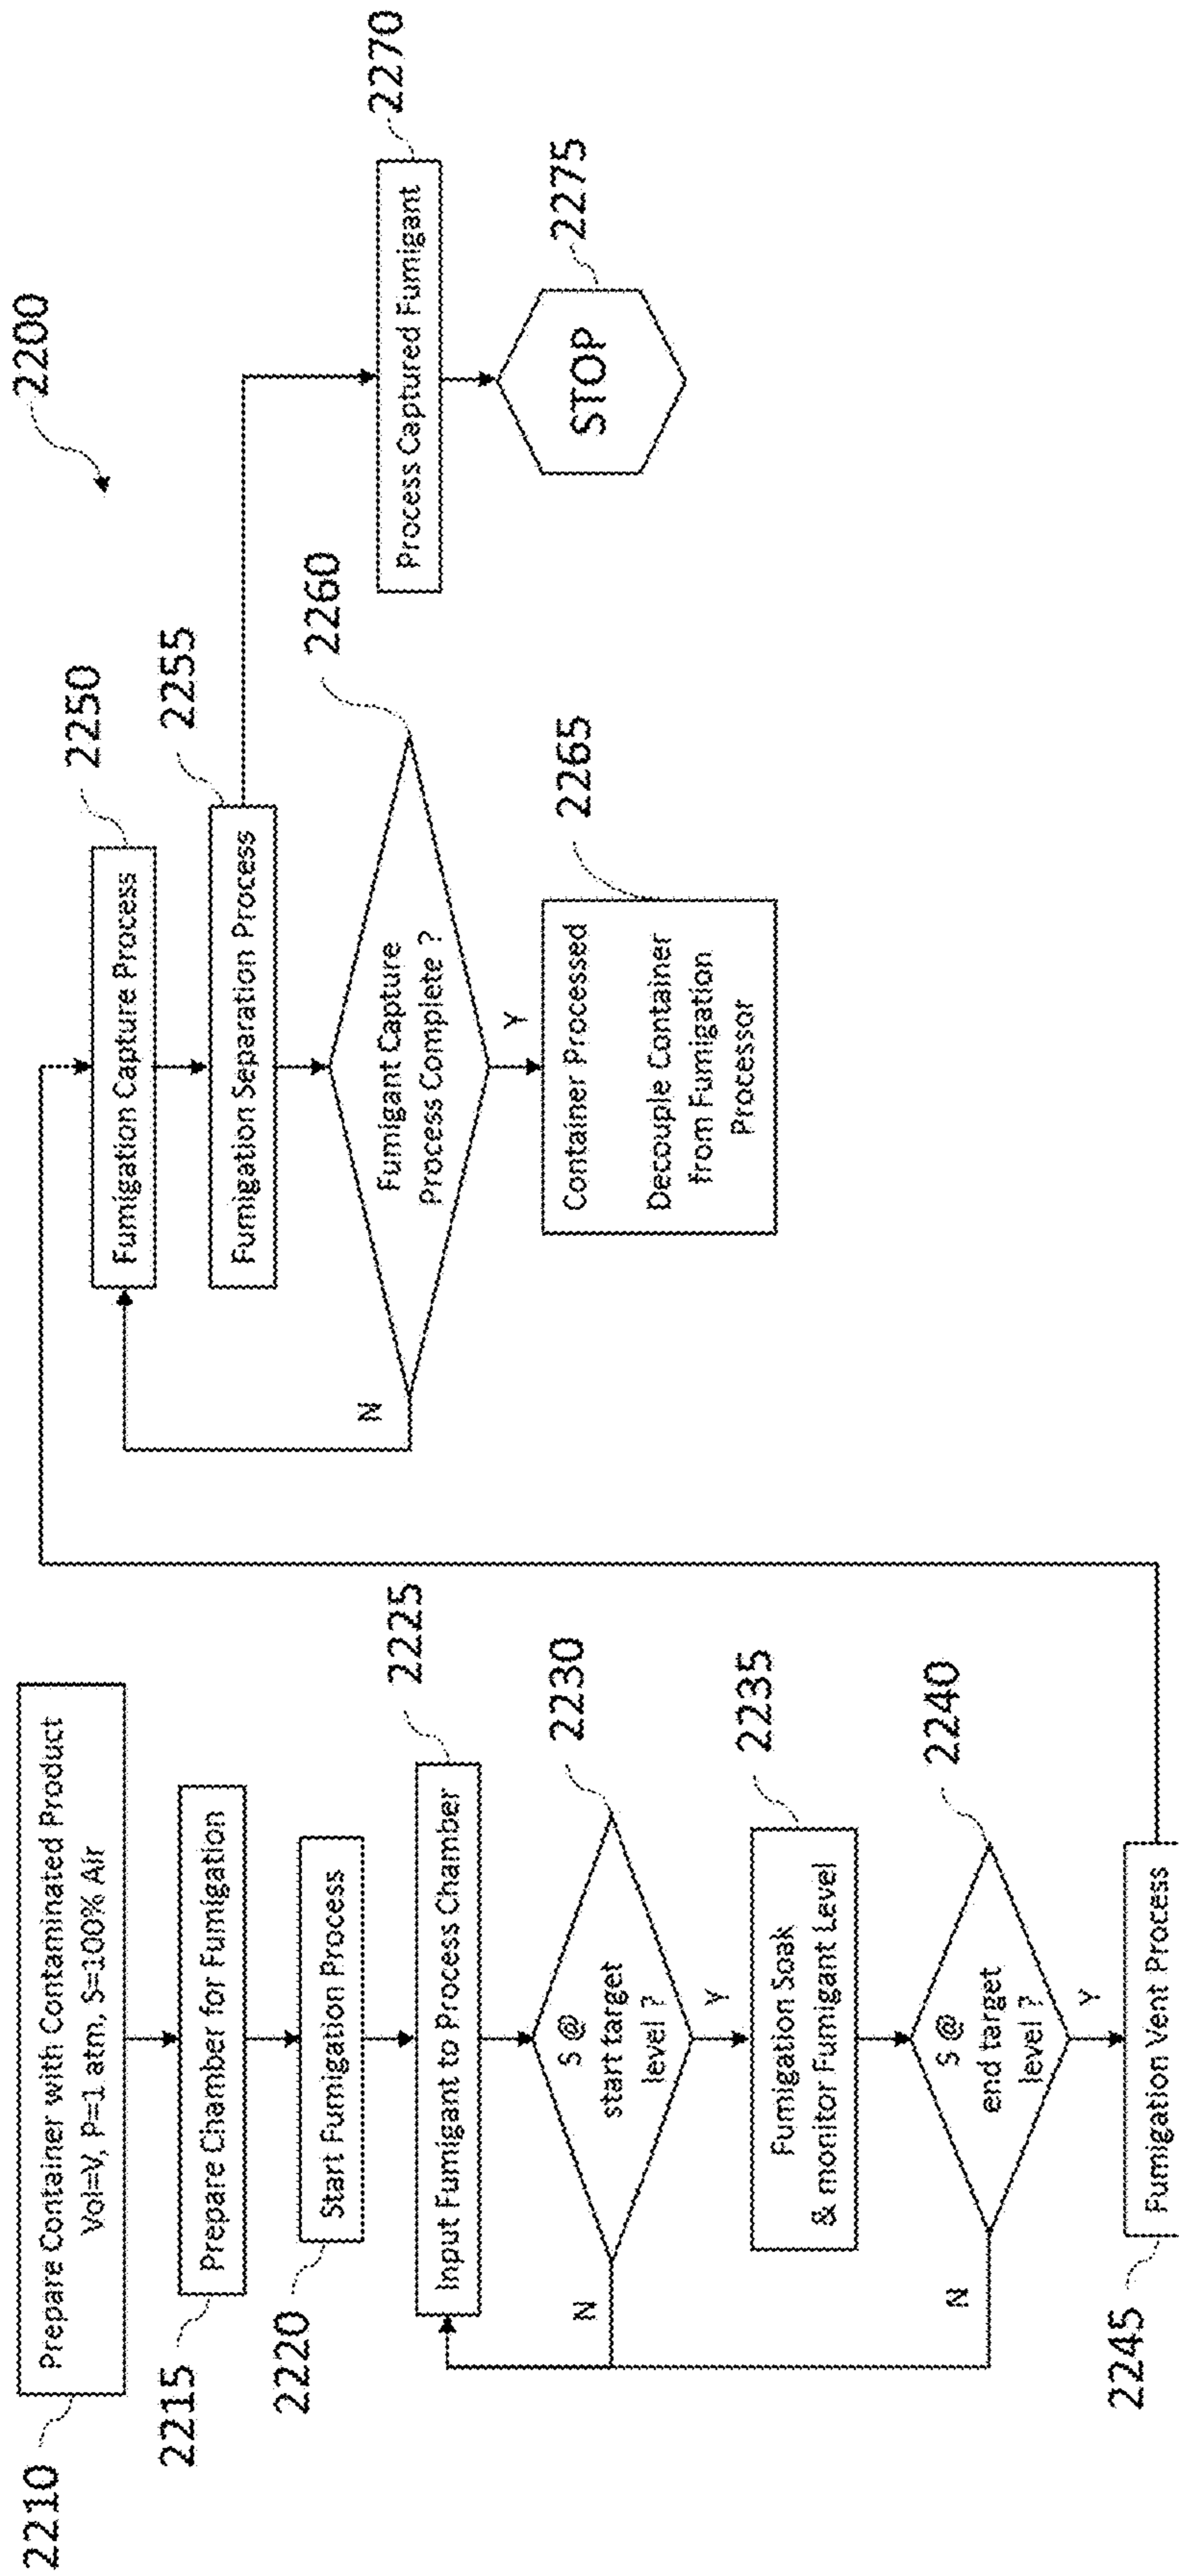 2200
2210
Prepare Container with Contaminated Product
Vol=V, P=1 atm, S=100% Air
2215
Prepare Chamber for Fumigation
2220
Start Fumigation Process
2225
Input Fumigant to Process Chamber
2230
S @
start target
level ?
N
Y
2235
Fumigation Soak
& monitor Fumigant Level
2240
S @
end target
level ?
N
Y
2245
Fumigation Vent Process
2250
Fumigation Capture Process
2255
Fumigation Separation Process
2260
Fumigant Capture
Process Complete ?
N
Y
2265
Container Processed
Decouple Container
from Fumigation
Processor
2270
Process Captured Fumigant
2275
STOP